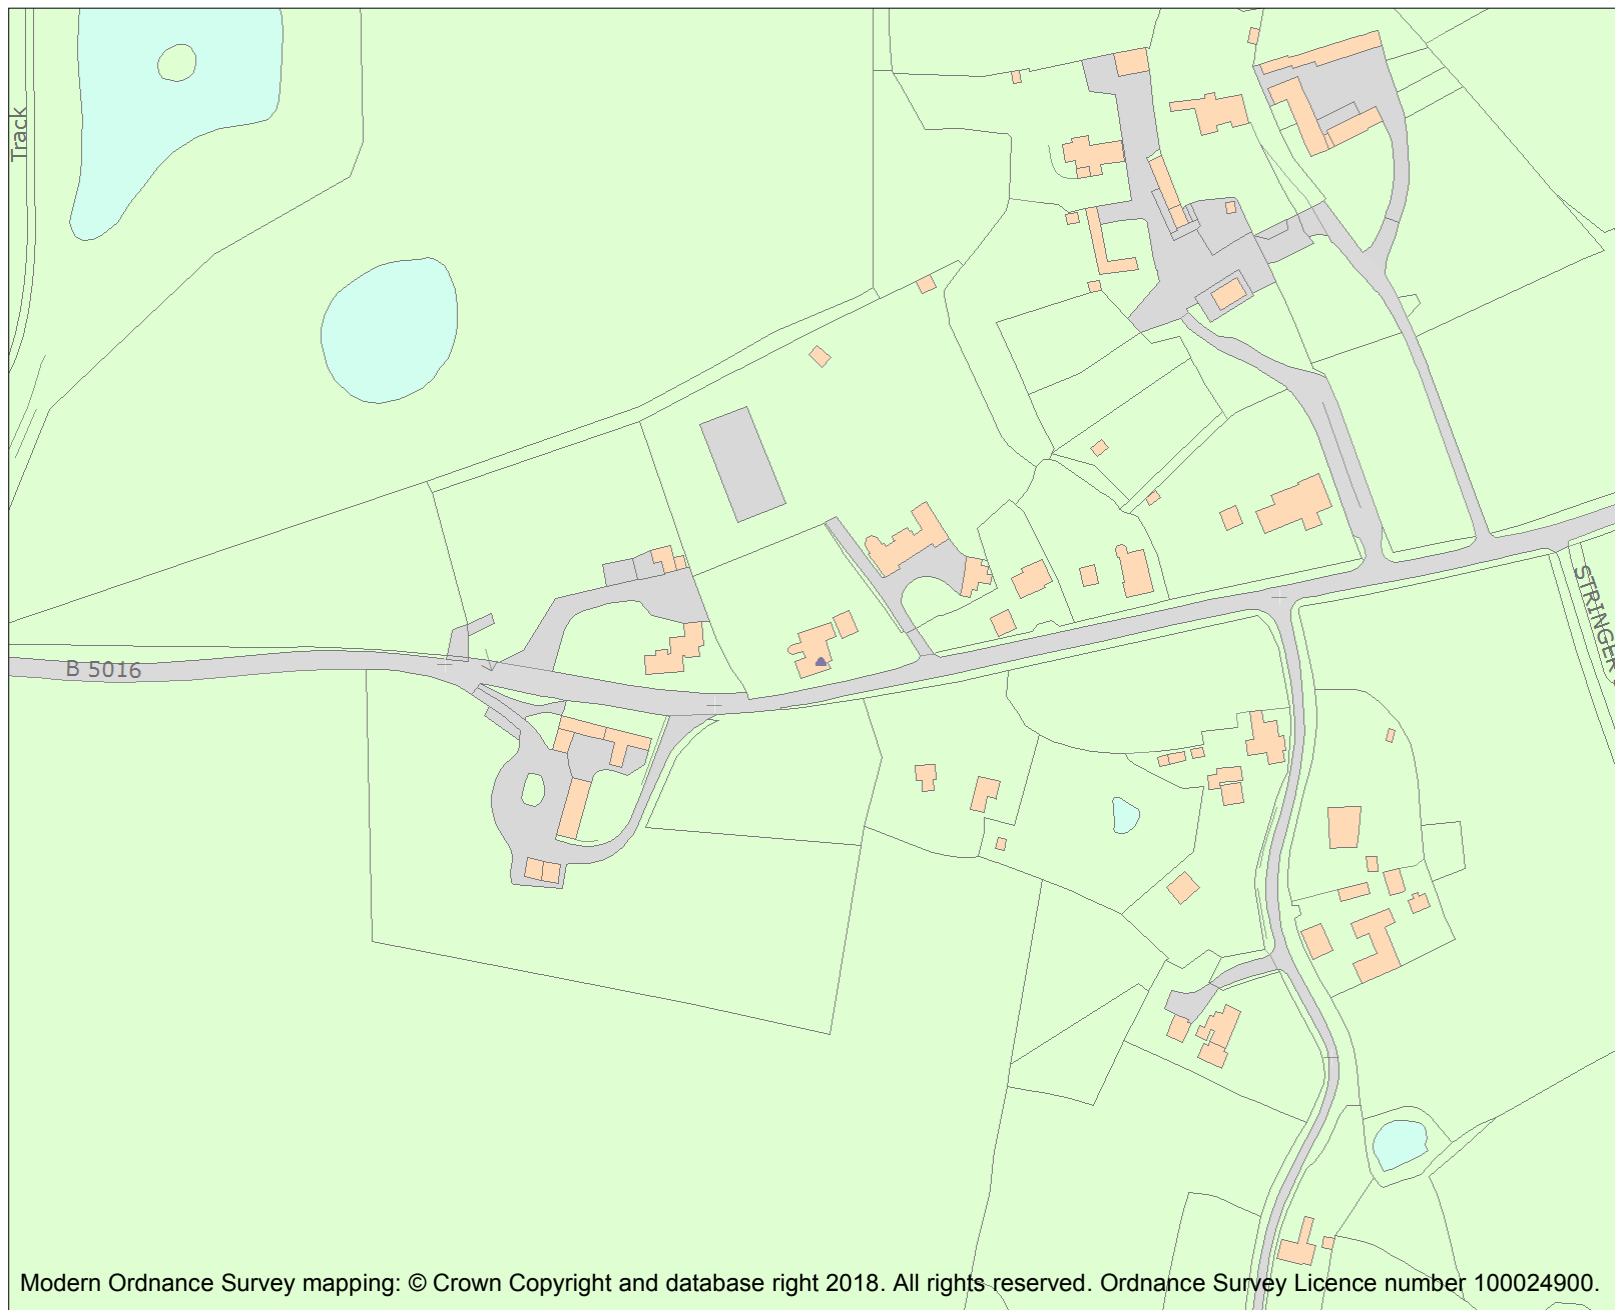 Track
B 5016
STRINGER
Modern Ordnance Survey mapping: © Crown Copyright and database right 2018. All rights reserved. Ordnance Survey Licence number 100024900.